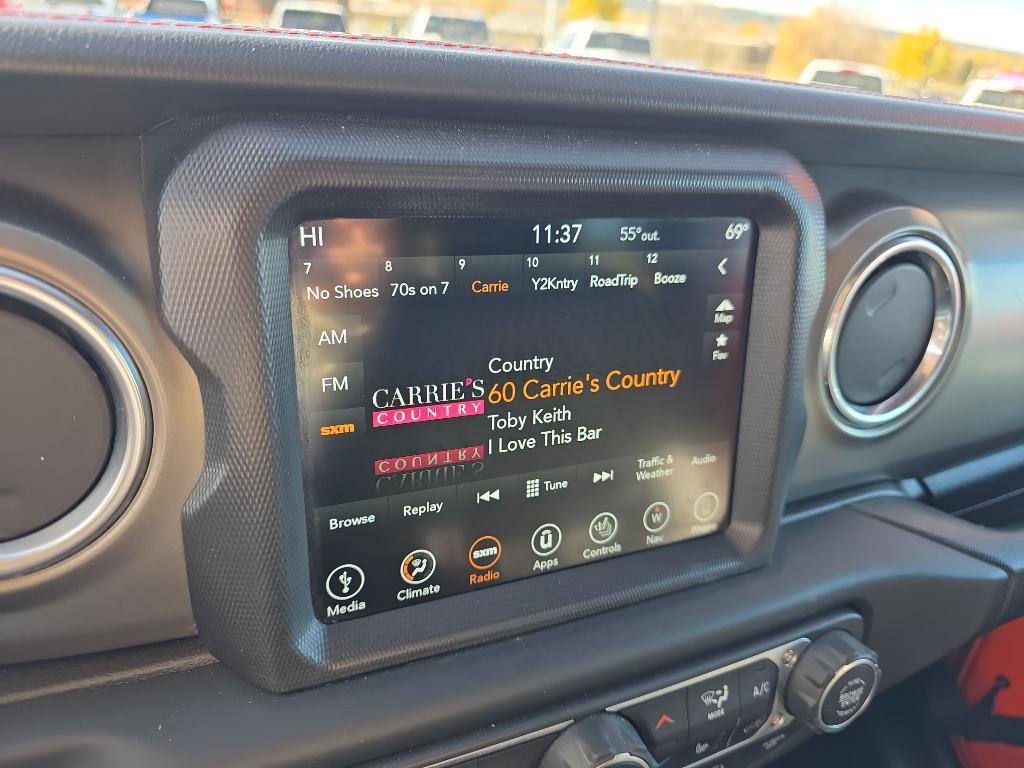 HI 11:37 55°out. 69°
7 8 9 10 11 12
No Shoes 70s on 7 Carrie Y2Kntry RoadTrip Booze
AM
Map
FM
Fav
sxm
CARRIE'S
COUNTRY
Country
60 Carrie's Country
Toby Keith
I Love This Bar
Browse Replay Tune Traffic & Weather Audio
Media Climate Radio Apps Controls Nav Phone
sxm
W
MODE
A/C
BROWSE
ENTER